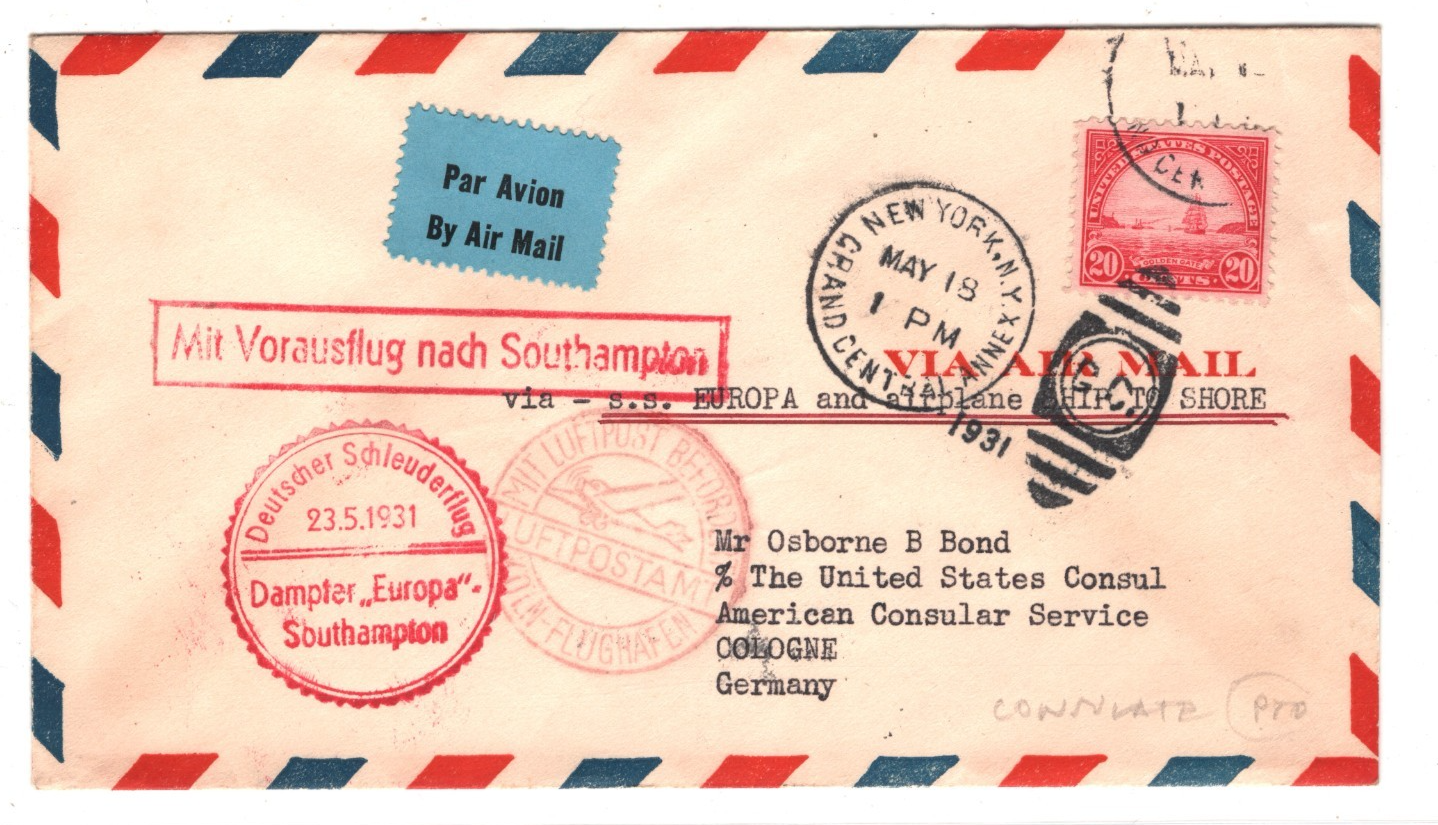 Par Avion
By Air Mail
UNITED STATES POSTAGE
GOLDEN GATE
20 CENTS 20
NEW YORK, N.Y.
MAY 18
1 PM
1931
GRAND CENTRAL ANNEX
G.C.
Mit Vorausflug nach Southampton
VIA AIR MAIL
via - s.s. EUROPA and airplane SHIP TO SHORE
Deutscher Schleuderflug
23.5.1931
Dampfer „Europa"-
Southampton
MIT LUFTPOST BEFÖRDERT
LUFTPOSTAMT
KÖLN-FLUGHAFEN
Mr Osborne B Bond
% The United States Consul
American Consular Service
COLOGNE
Germany
CONSULATE PTO